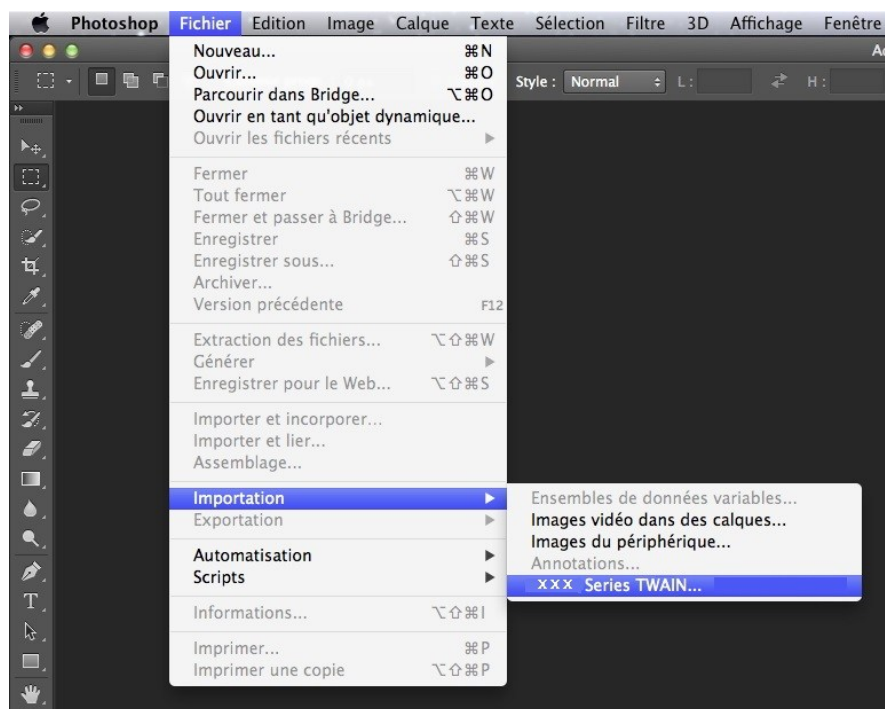 Photoshop Fichier Edition Image Calque Texte Sélection Filtre 3D Affichage Fenêtre
Style : Normal L : H :
Nouveau... ⌘N
Ouvrir... ⌘O
Parcourir dans Bridge... ⌥⌘O
Ouvrir en tant qu'objet dynamique...
Ouvrir les fichiers récents
Fermer ⌘W
Tout fermer ⌥⌘W
Fermer et passer à Bridge... ⇧⌘W
Enregistrer ⌘S
Enregistrer sous... ⇧⌘S
Archiver...
Version précédente F12
Extraction des fichiers... ⌥⇧⌘W
Générer
Enregistrer pour le Web... ⌥⇧⌘S
Importer et incorporer...
Importer et lier...
Assemblage...
Importation
Exportation
Automatisation
Scripts
Informations... ⌥⇧⌘I
Imprimer... ⌘P
Imprimer une copie ⌥⇧⌘P
Ensembles de données variables...
Images vidéo dans des calques...
Images du périphérique...
Annotations...
XXX Series TWAIN...